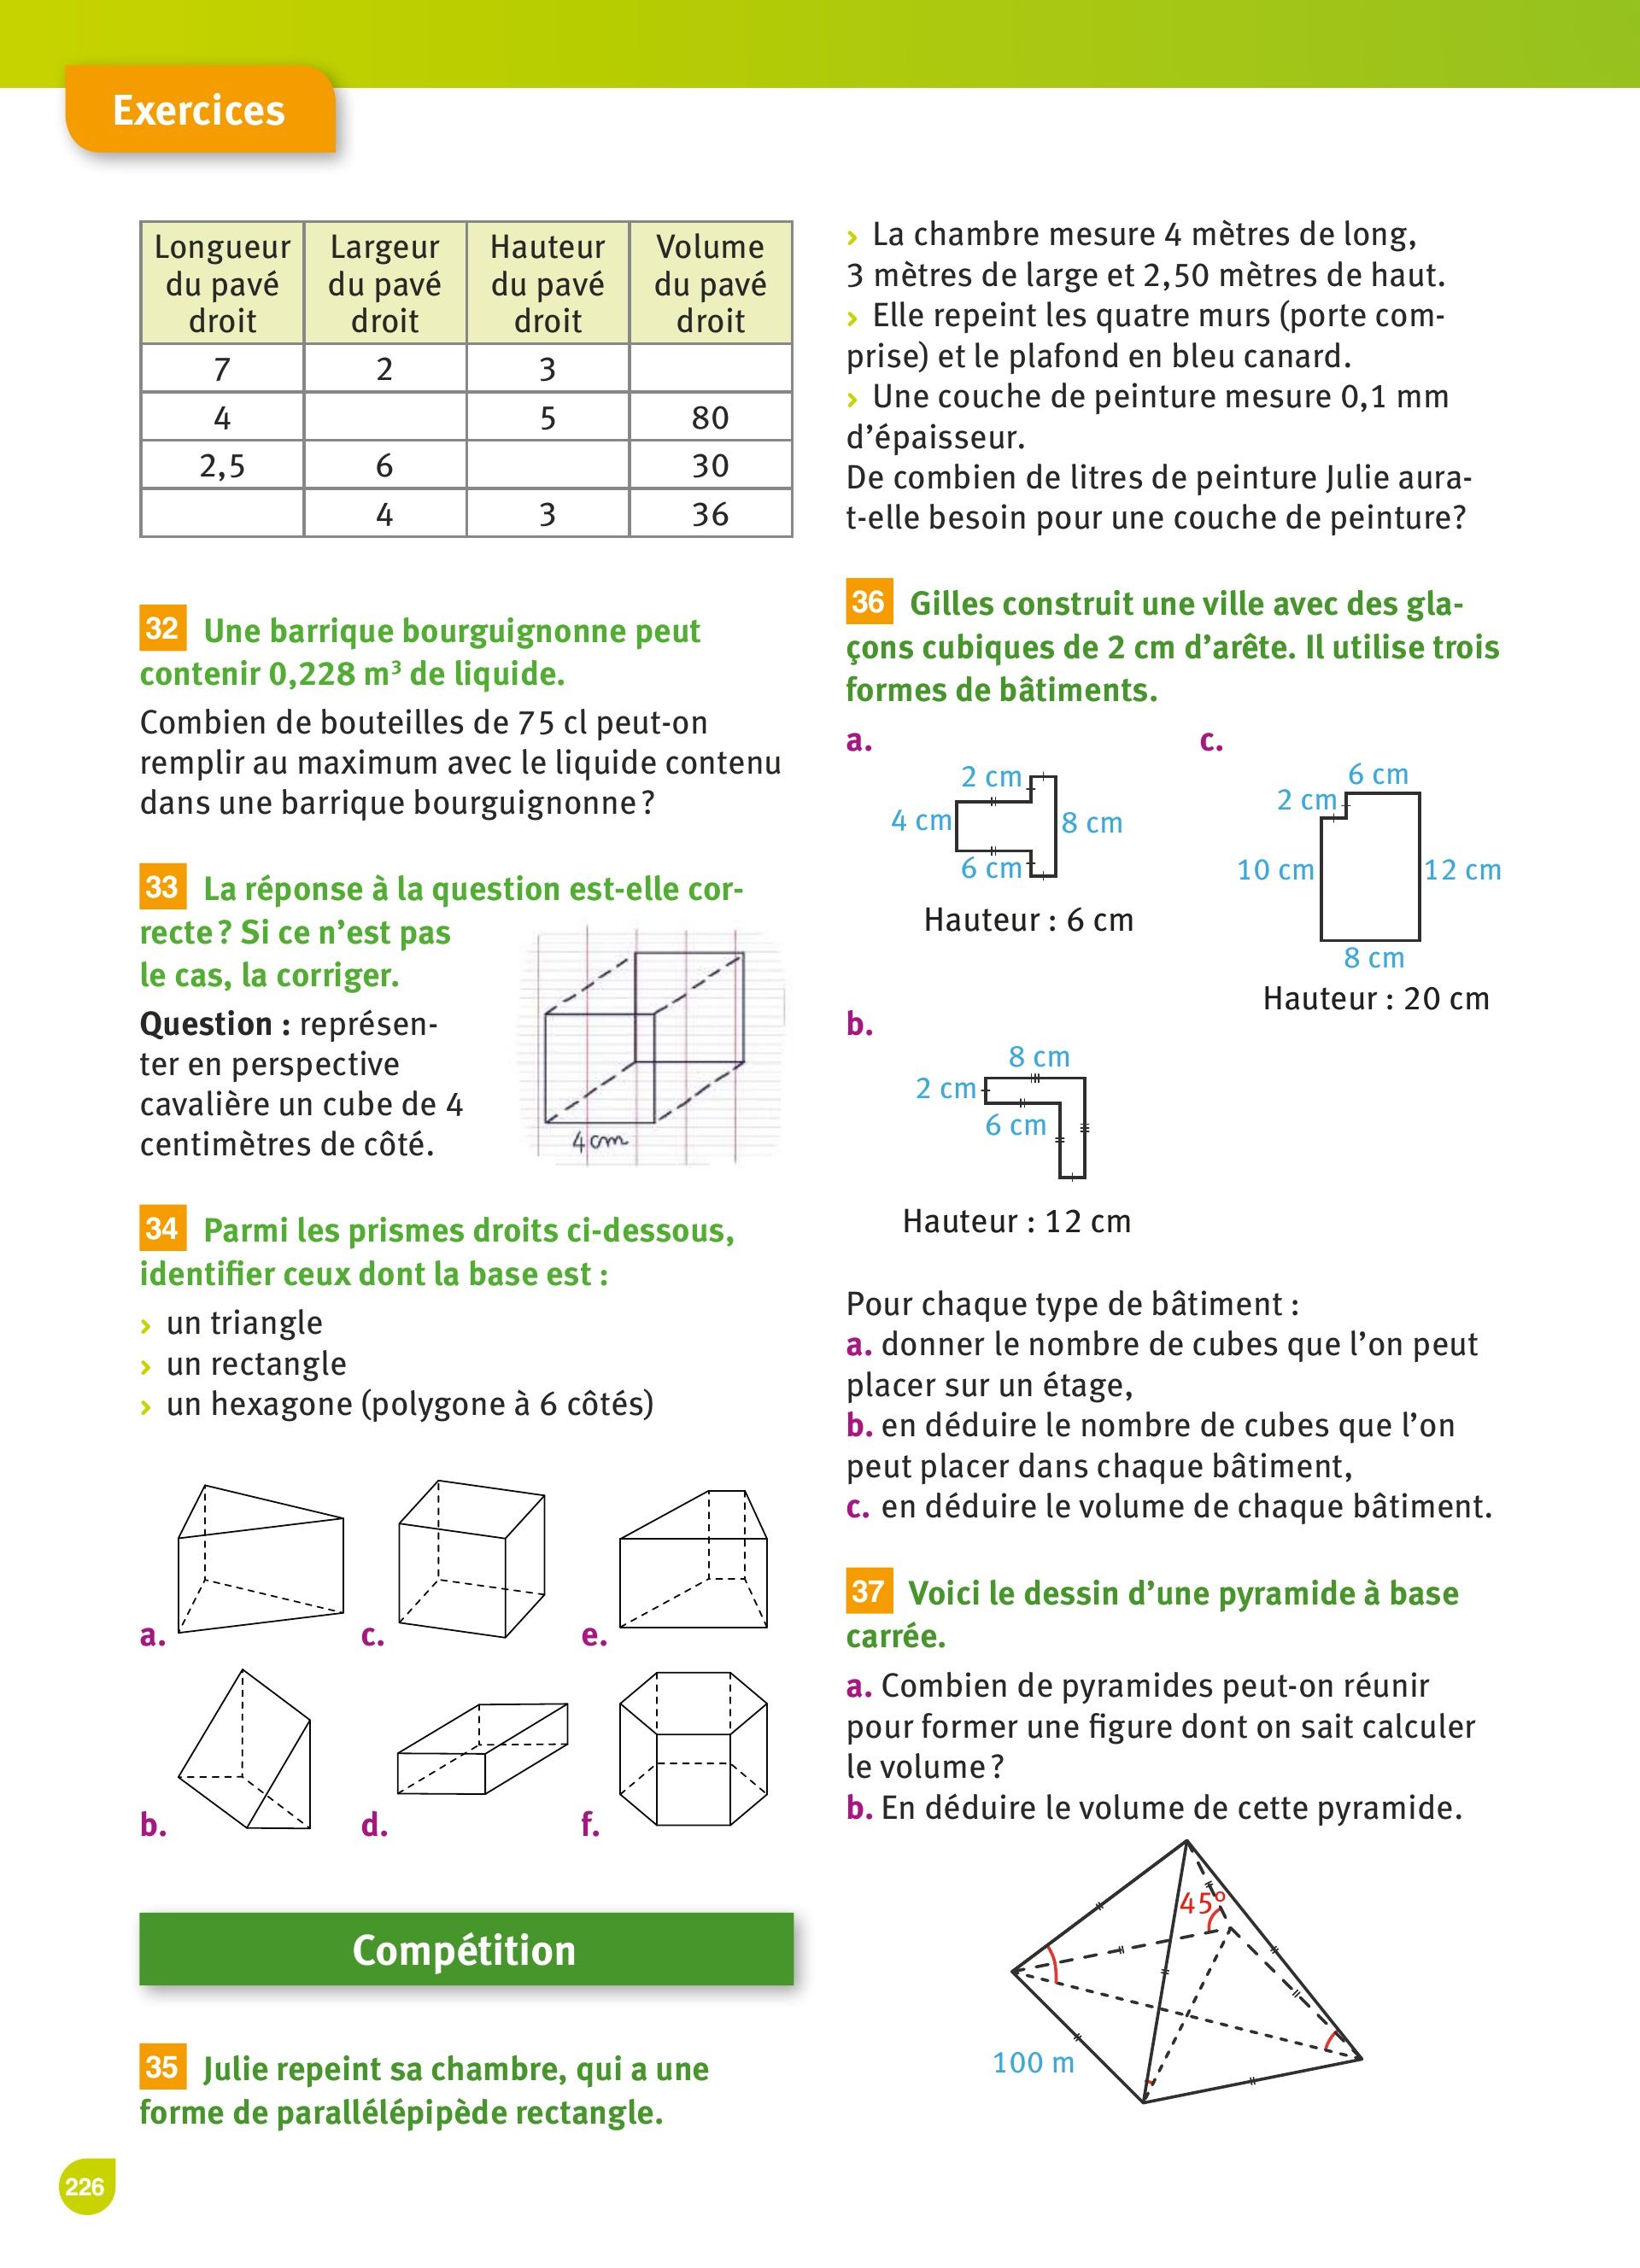 Exercices
Longueur du pavé droit
Largeur du pavé droit
Hauteur du pavé droit
Volume du pavé droit
7 2 3
4 5 80
2,5 6 30
4 3 36
32 Une barrique bourguignonne peut
contenir 0,228 m³ de liquide.
Combien de bouteilles de 75 cl peut-on
remplir au maximum avec le liquide contenu
dans une barrique bourguignonne ?
33 La réponse à la question est-elle cor-
recte ? Si ce n’est pas
le cas, la corriger.
Question : représen-
ter en perspective
cavalière un cube de 4
centimètres de côté.
4 cm
34 Parmi les prismes droits ci-dessous,
identifier ceux dont la base est :
› un triangle
› un rectangle
› un hexagone (polygone à 6 côtés)
a.
c.
e.
b.
d.
f.
Compétition
35 Julie repeint sa chambre, qui a une
forme de parallélépipède rectangle.
226
› La chambre mesure 4 mètres de long,
3 mètres de large et 2,50 mètres de haut.
› Elle repeint les quatre murs (porte com-
prise) et le plafond en bleu canard.
› Une couche de peinture mesure 0,1 mm
d’épaisseur.
De combien de litres de peinture Julie aura-
t-elle besoin pour une couche de peinture ?
36 Gilles construit une ville avec des gla-
çons cubiques de 2 cm d’arête. Il utilise trois
formes de bâtiments.
a.
2 cm
4 cm
8 cm
6 cm
Hauteur : 6 cm
c.
6 cm
2 cm
10 cm
12 cm
8 cm
Hauteur : 20 cm
b.
8 cm
2 cm
6 cm
Hauteur : 12 cm
Pour chaque type de bâtiment :
a. donner le nombre de cubes que l’on peut
placer sur un étage,
b. en déduire le nombre de cubes que l’on
peut placer dans chaque bâtiment,
c. en déduire le volume de chaque bâtiment.
37 Voici le dessin d’une pyramide à base
carrée.
a. Combien de pyramides peut-on réunir
pour former une figure dont on sait calculer
le volume ?
b. En déduire le volume de cette pyramide.
45°
100 m